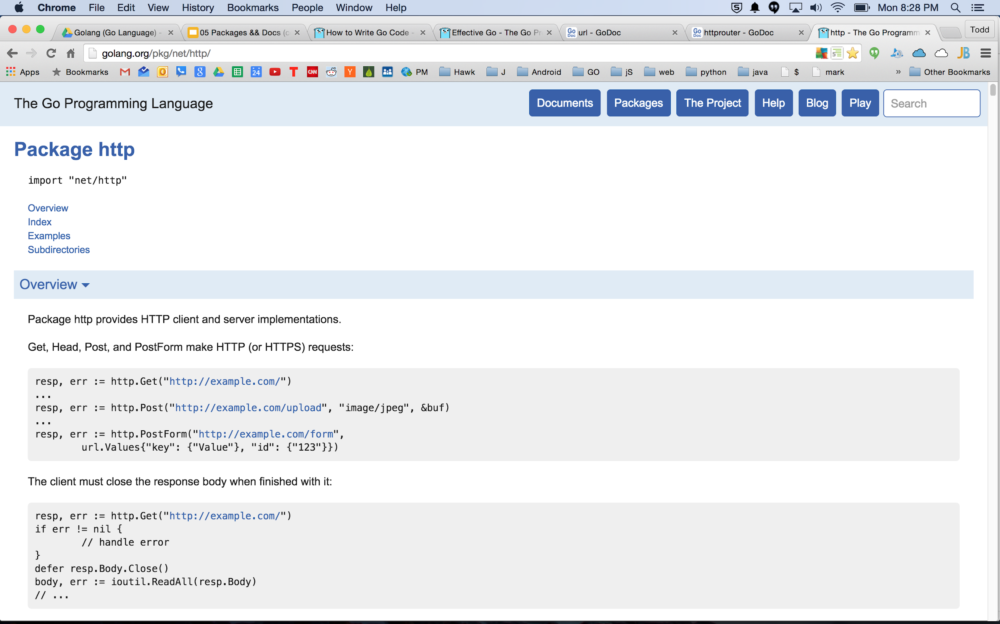 Chrome File Edit View History Bookmarks People Window Help Mon 8:28 PM
Golang (Go Language) - 05 Packages && Docs (c How to Write Go Code - Effective Go - The Go Pr url - GoDoc httprouter - GoDoc http - The Go Programm Todd
golang.org/pkg/net/http/
Apps Bookmarks 24 CNN PM Hawk J Android GO jS web python java $ mark » Other Bookmarks
The Go Programming Language Documents Packages The Project Help Blog Play Search
Package http
import "net/http"
Overview
Index
Examples
Subdirectories
Overview
Package http provides HTTP client and server implementations.
Get, Head, Post, and PostForm make HTTP (or HTTPS) requests:
resp, err := http.Get("http://example.com/")
...
resp, err := http.Post("http://example.com/upload", "image/jpeg", &buf)
...
resp, err := http.PostForm("http://example.com/form",
url.Values{"key": {"Value"}, "id": {"123"}})
The client must close the response body when finished with it:
resp, err := http.Get("http://example.com/")
if err != nil {
// handle error
}
defer resp.Body.Close()
body, err := ioutil.ReadAll(resp.Body)
// ...